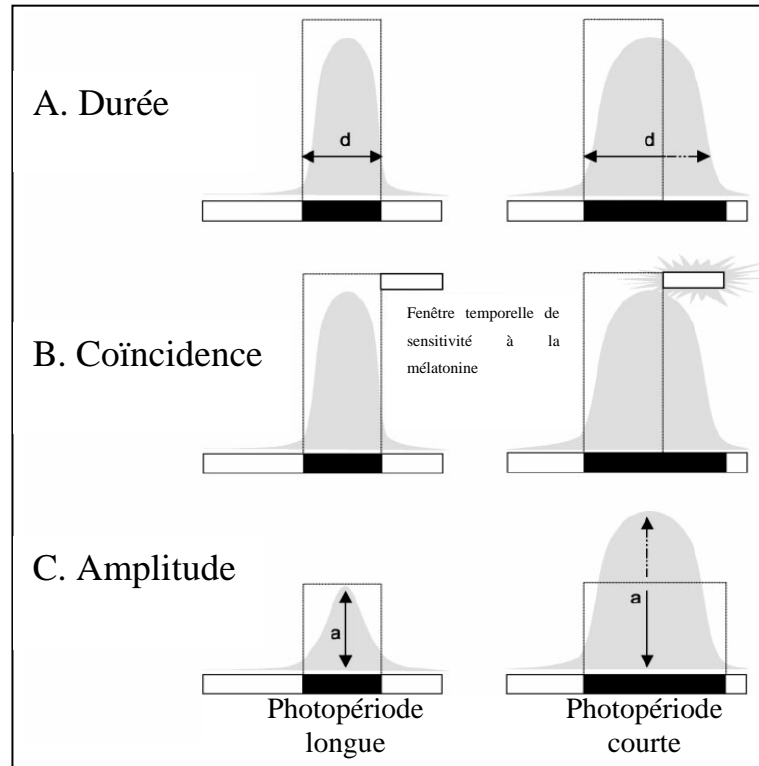 A. Durée
d
d
B. Coïncidence
Fenêtre temporelle de
sensitivité à la
mélatonine
C. Amplitude
a
a
Photopériode
longue
Photopériode
courte